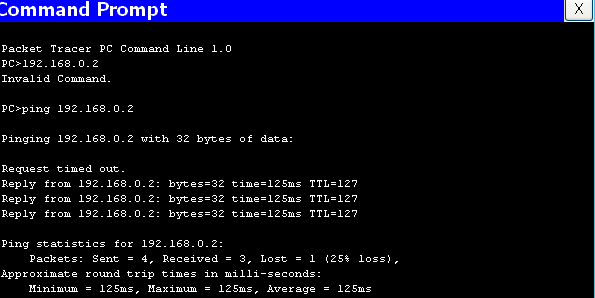 Command Prompt
X
Packet Tracer PC Command Line 1.0
PC>192.168.0.2
Invalid Command.
PC>ping 192.168.0.2
Pinging 192.168.0.2 with 32 bytes of data:
Request timed out.
Reply from 192.168.0.2: bytes=32 time=125ms TTL=127
Reply from 192.168.0.2: bytes=32 time=125ms TTL=127
Reply from 192.168.0.2: bytes=32 time=125ms TTL=127
Ping statistics for 192.168.0.2:
Packets: Sent = 4, Received = 3, Lost = 1 (25% loss),
Approximate round trip times in milli-seconds:
Minimum = 125ms, Maximum = 125ms, Average = 125ms